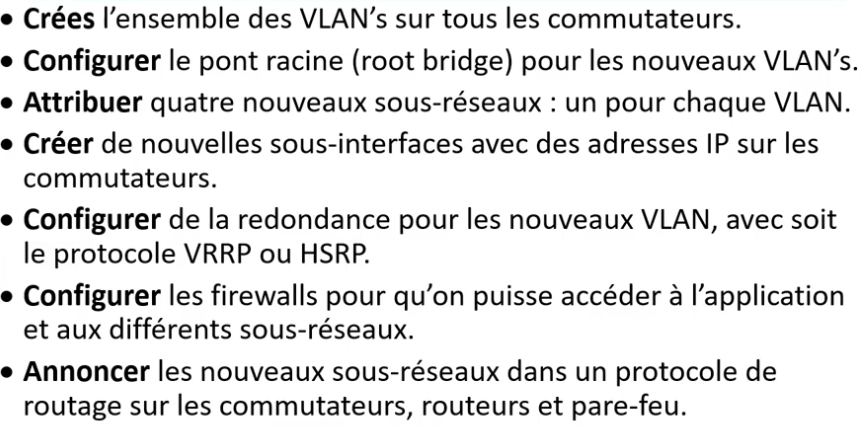 • Crées l’ensemble des VLAN’s sur tous les commutateurs.
• Configurer le pont racine (root bridge) pour les nouveaux VLAN’s.
• Attribuer quatre nouveaux sous-réseaux : un pour chaque VLAN.
• Créer de nouvelles sous-interfaces avec des adresses IP sur les
commutateurs.
• Configurer de la redondance pour les nouveaux VLAN, avec soit
le protocole VRRP ou HSRP.
• Configurer les firewalls pour qu’on puisse accéder à l’application
et aux différents sous-réseaux.
• Annoncer les nouveaux sous-réseaux dans un protocole de
routage sur les commutateurs, routeurs et pare-feu.